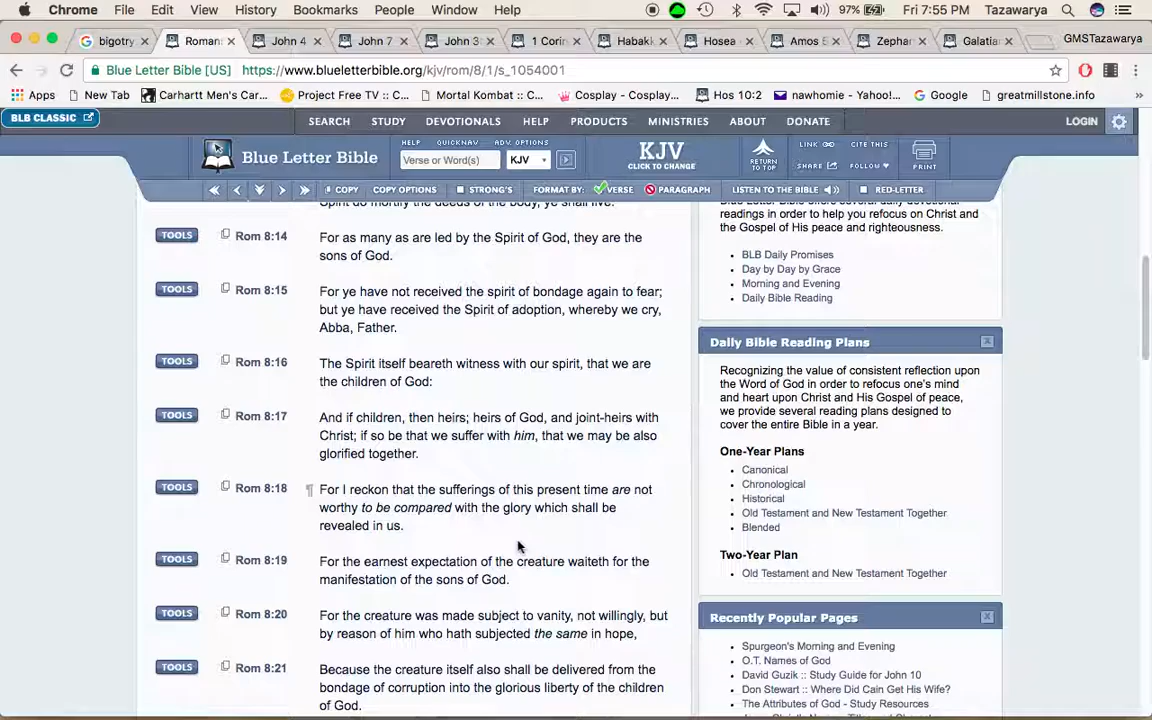 Chrome File Edit View History Bookmarks People Window Help 97% Fri 7:55 PM Tazawarya
bigotry Roman John 4 John 7 John 3 1 Corin Habakk Hosea Amos 5 Zephan Galatia GMSTazawarya
Blue Letter Bible [US] https://www.blueletterbible.org/kjv/rom/8/1/s_1054001
Apps New Tab Carhartt Men's Car... Project Free TV :: C... Mortal Kombat :: C... Cosplay - Cosplay... Hos 10:2 nawhomie - Yahoo!... Google greatmillstone.info »
BLB CLASSIC SEARCH STUDY DEVOTIONALS HELP PRODUCTS MINISTRIES ABOUT DONATE LOGIN
HELP QUICKNAV ADV. OPTIONS
Blue Letter Bible Verse or Word(s) KJV
KJV
CLICK TO CHANGE
RETURN
TO TOP
LINK CITE THIS
SHARE FOLLOW
PRINT
COPY COPY OPTIONS STRONG'S FORMAT BY: VERSE PARAGRAPH LISTEN TO THE BIBLE RED-LETTER
Spirit do mortify the deeds of the body, ye shall live.
TOOLS Rom 8:14 For as many as are led by the Spirit of God, they are the
sons of God.
TOOLS Rom 8:15 For ye have not received the spirit of bondage again to fear;
but ye have received the Spirit of adoption, whereby we cry,
Abba, Father.
TOOLS Rom 8:16 The Spirit itself beareth witness with our spirit, that we are
the children of God:
TOOLS Rom 8:17 And if children, then heirs; heirs of God, and joint-heirs with
Christ; if so be that we suffer with him, that we may be also
glorified together.
TOOLS Rom 8:18 ¶ For I reckon that the sufferings of this present time are not
worthy to be compared with the glory which shall be
revealed in us.
TOOLS Rom 8:19 For the earnest expectation of the creature waiteth for the
manifestation of the sons of God.
TOOLS Rom 8:20 For the creature was made subject to vanity, not willingly, but
by reason of him who hath subjected the same in hope,
TOOLS Rom 8:21 Because the creature itself also shall be delivered from the
bondage of corruption into the glorious liberty of the children
of God.
Blue Letter Bible offers several daily devotional
readings in order to help you refocus on Christ and
the Gospel of His peace and righteousness.
BLB Daily Promises
Day by Day by Grace
Morning and Evening
Daily Bible Reading
Daily Bible Reading Plans
Recognizing the value of consistent reflection upon
the Word of God in order to refocus one's mind
and heart upon Christ and His Gospel of peace,
we provide several reading plans designed to
cover the entire Bible in a year.
One-Year Plans
Canonical
Chronological
Historical
Old Testament and New Testament Together
Blended
Two-Year Plan
Old Testament and New Testament Together
Recently Popular Pages
Spurgeon's Morning and Evening
O.T. Names of God
David Guzik :: Study Guide for John 10
Don Stewart :: Where Did Cain Get His Wife?
The Attributes of God - Study Resources